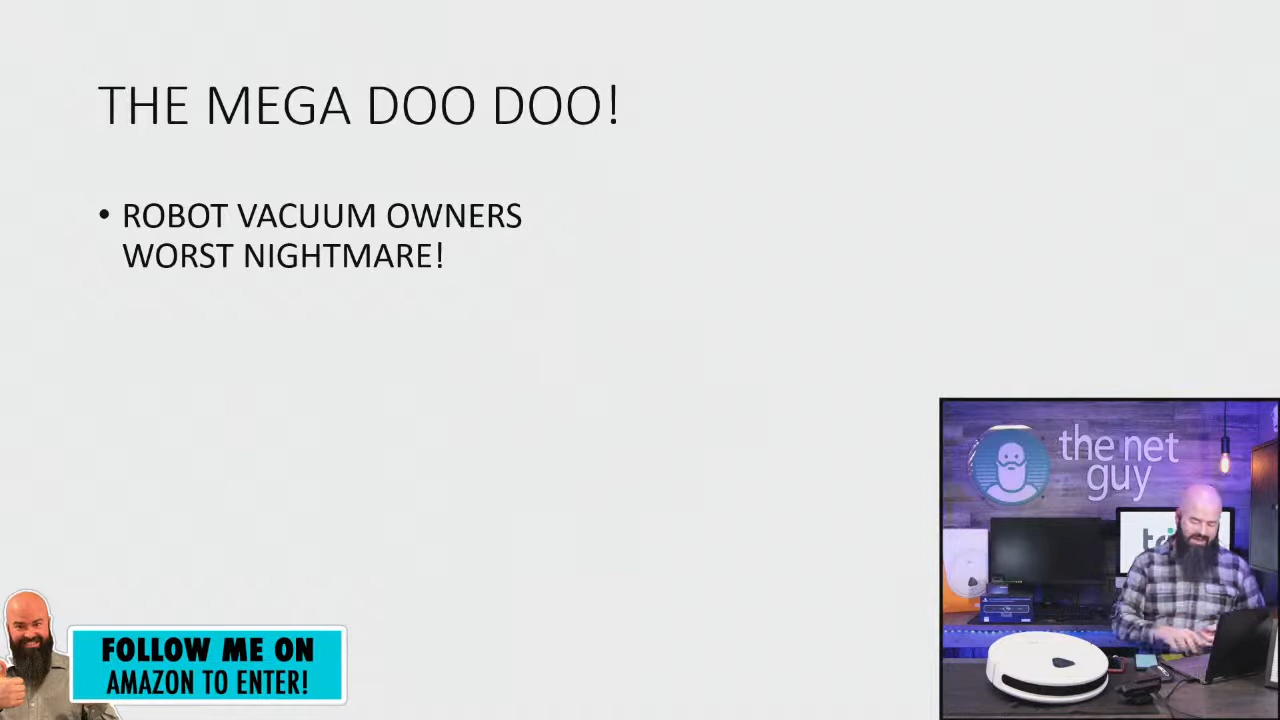 THE MEGA DOO DOO!
• ROBOT VACUUM OWNERS
WORST NIGHTMARE!
the net
guy
FOLLOW ME ON
AMAZON TO ENTER!